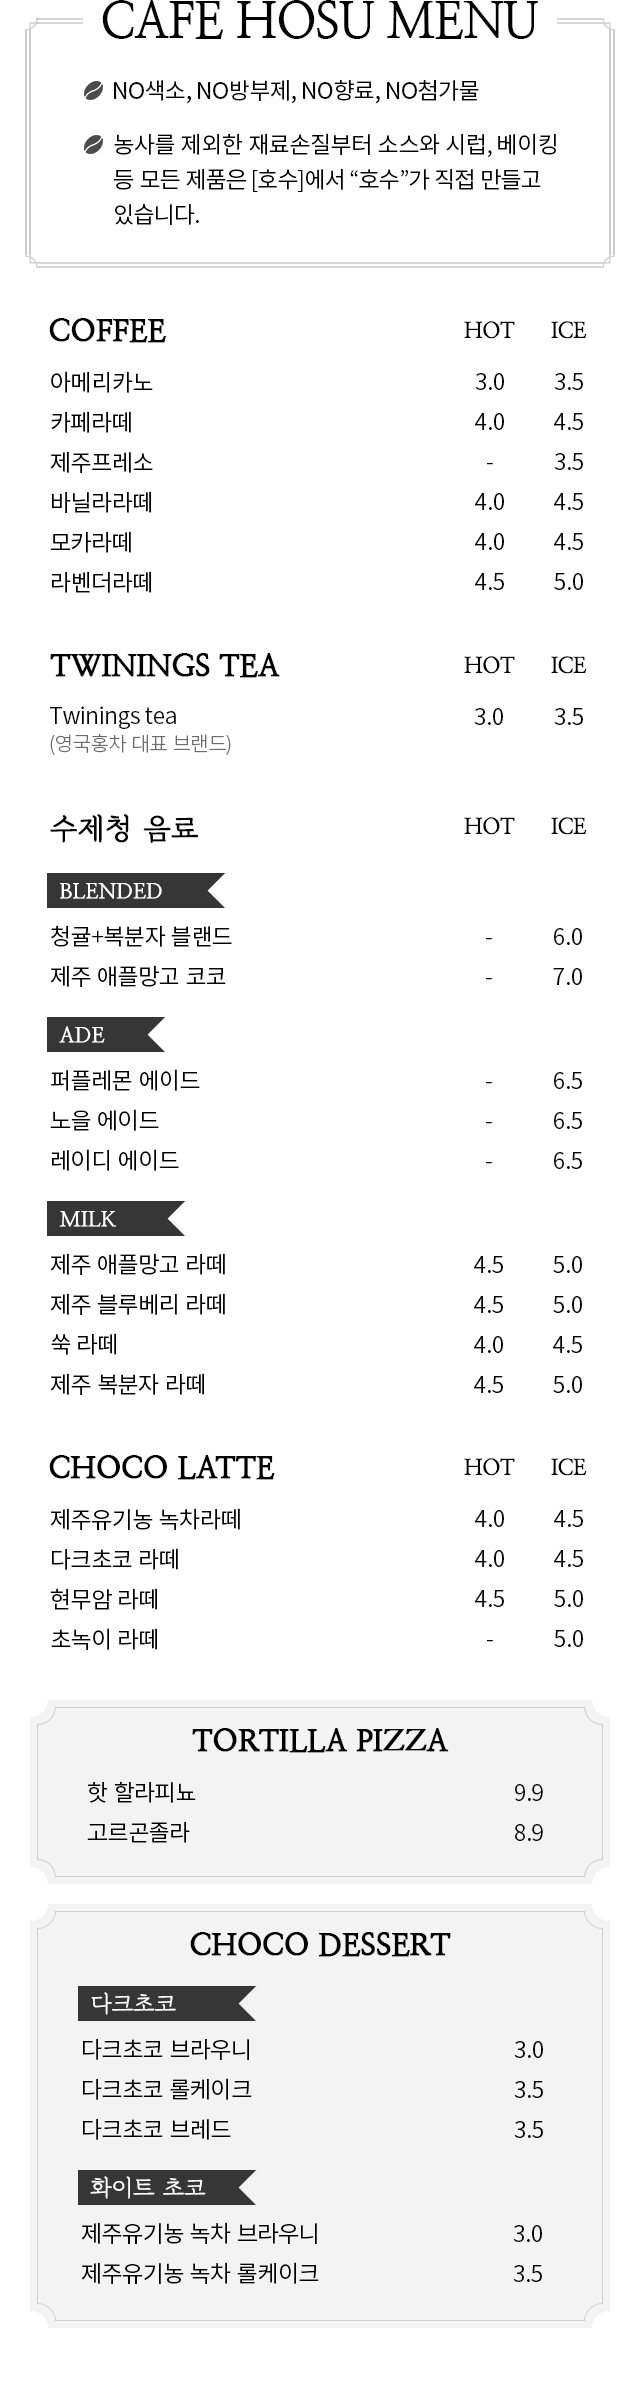 CAFE HOSU MENU
NO색소, NO방부제, NO향료, NO첨가물
농사를 제외한 재료손질부터 소스와 시럽, 베이킹
등 모든 제품은 [호수]에서 “호수”가 직접 만들고
있습니다.
COFFEE HOT ICE
아메리카노 3.0 3.5
카페라떼 4.0 4.5
제주프레소 - 3.5
바닐라라떼 4.0 4.5
모카라떼 4.0 4.5
라벤더라떼 4.5 5.0
TWININGS TEA HOT ICE
Twinings tea 3.0 3.5
(영국홍차 대표 브랜드)
수제청 음료 HOT ICE
BLENDED
청귤+복분자 블랜드 - 6.0
제주 애플망고 코코 - 7.0
ADE
퍼플레몬 에이드 - 6.5
노을 에이드 - 6.5
레이디 에이드 - 6.5
MILK
제주 애플망고 라떼 4.5 5.0
제주 블루베리 라떼 4.5 5.0
쑥 라떼 4.0 4.5
제주 복분자 라떼 4.5 5.0
CHOCO LATTE HOT ICE
제주유기농 녹차라떼 4.0 4.5
다크초코 라떼 4.0 4.5
현무암 라떼 4.5 5.0
초녹이 라떼 - 5.0
TORTILLA PIZZA
핫 할라피뇨 9.9
고르곤졸라 8.9
CHOCO DESSERT
다크초코
다크초코 브라우니 3.0
다크초코 롤케이크 3.5
다크초코 브레드 3.5
화이트 초코
제주유기농 녹차 브라우니 3.0
제주유기농 녹차 롤케이크 3.5